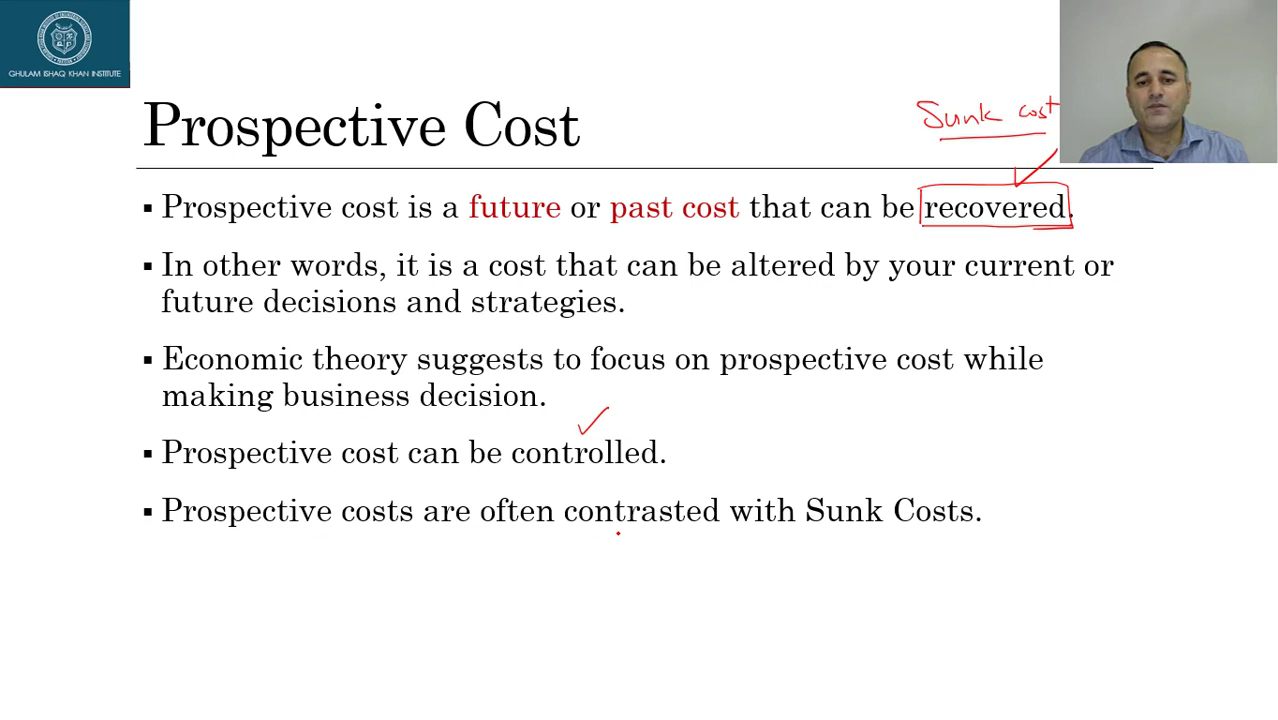 GHULAM ISHAQ KHAN INSTITUTE
Prospective Cost
Sunk cost
▪ Prospective cost is a future or past cost that can be recovered.
▪ In other words, it is a cost that can be altered by your current or
future decisions and strategies.
▪ Economic theory suggests to focus on prospective cost while
making business decision.
▪ Prospective cost can be controlled.
▪ Prospective costs are often contrasted with Sunk Costs.